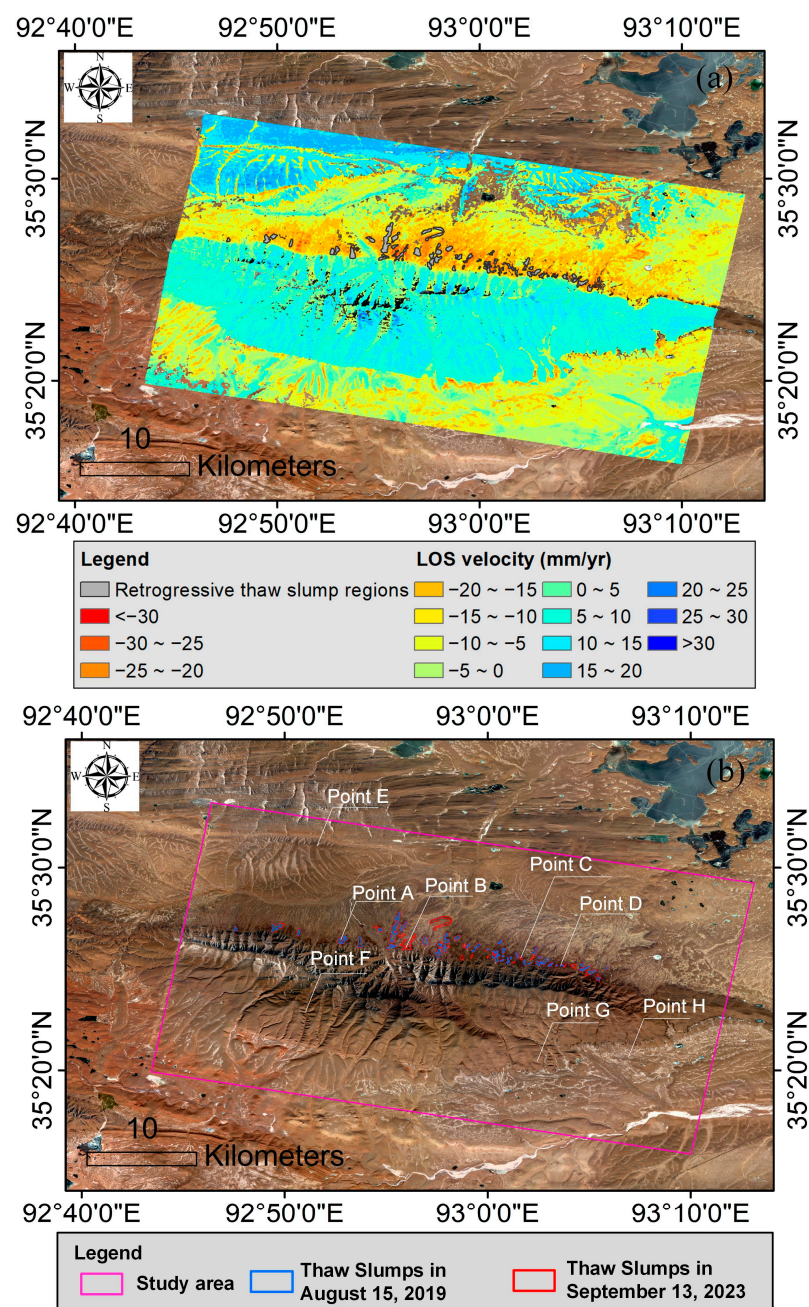 92°40'0"E 92°50'0"E 93°0'0"E 93°10'0"E
N
W E
S
(a)
35°30'0"N 35°30'0"N
35°20'0"N 35°20'0"N
10
Kilometers
92°40'0"E 92°50'0"E 93°0'0"E 93°10'0"E
Legend
Retrogressive thaw slump regions
<−30
−30 ~ −25
−25 ~ −20
LOS velocity (mm/yr)
−20 ~ −15 0 ~ 5 20 ~ 25
−15 ~ −10 5 ~ 10 25 ~ 30
−10 ~ −5 10 ~ 15 >30
−5 ~ 0 15 ~ 20
92°40'0"E 92°50'0"E 93°0'0"E 93°10'0"E
N
W E
S
(b)
Point E
35°30'0"N 35°30'0"N
Point C
Point A Point B
Point D
Point F
Point G Point H
35°20'0"N 35°20'0"N
10
Kilometers
92°40'0"E 92°50'0"E 93°0'0"E 93°10'0"E
Legend
Study area
Thaw Slumps in
August 15, 2019
Thaw Slumps in
September 13, 2023